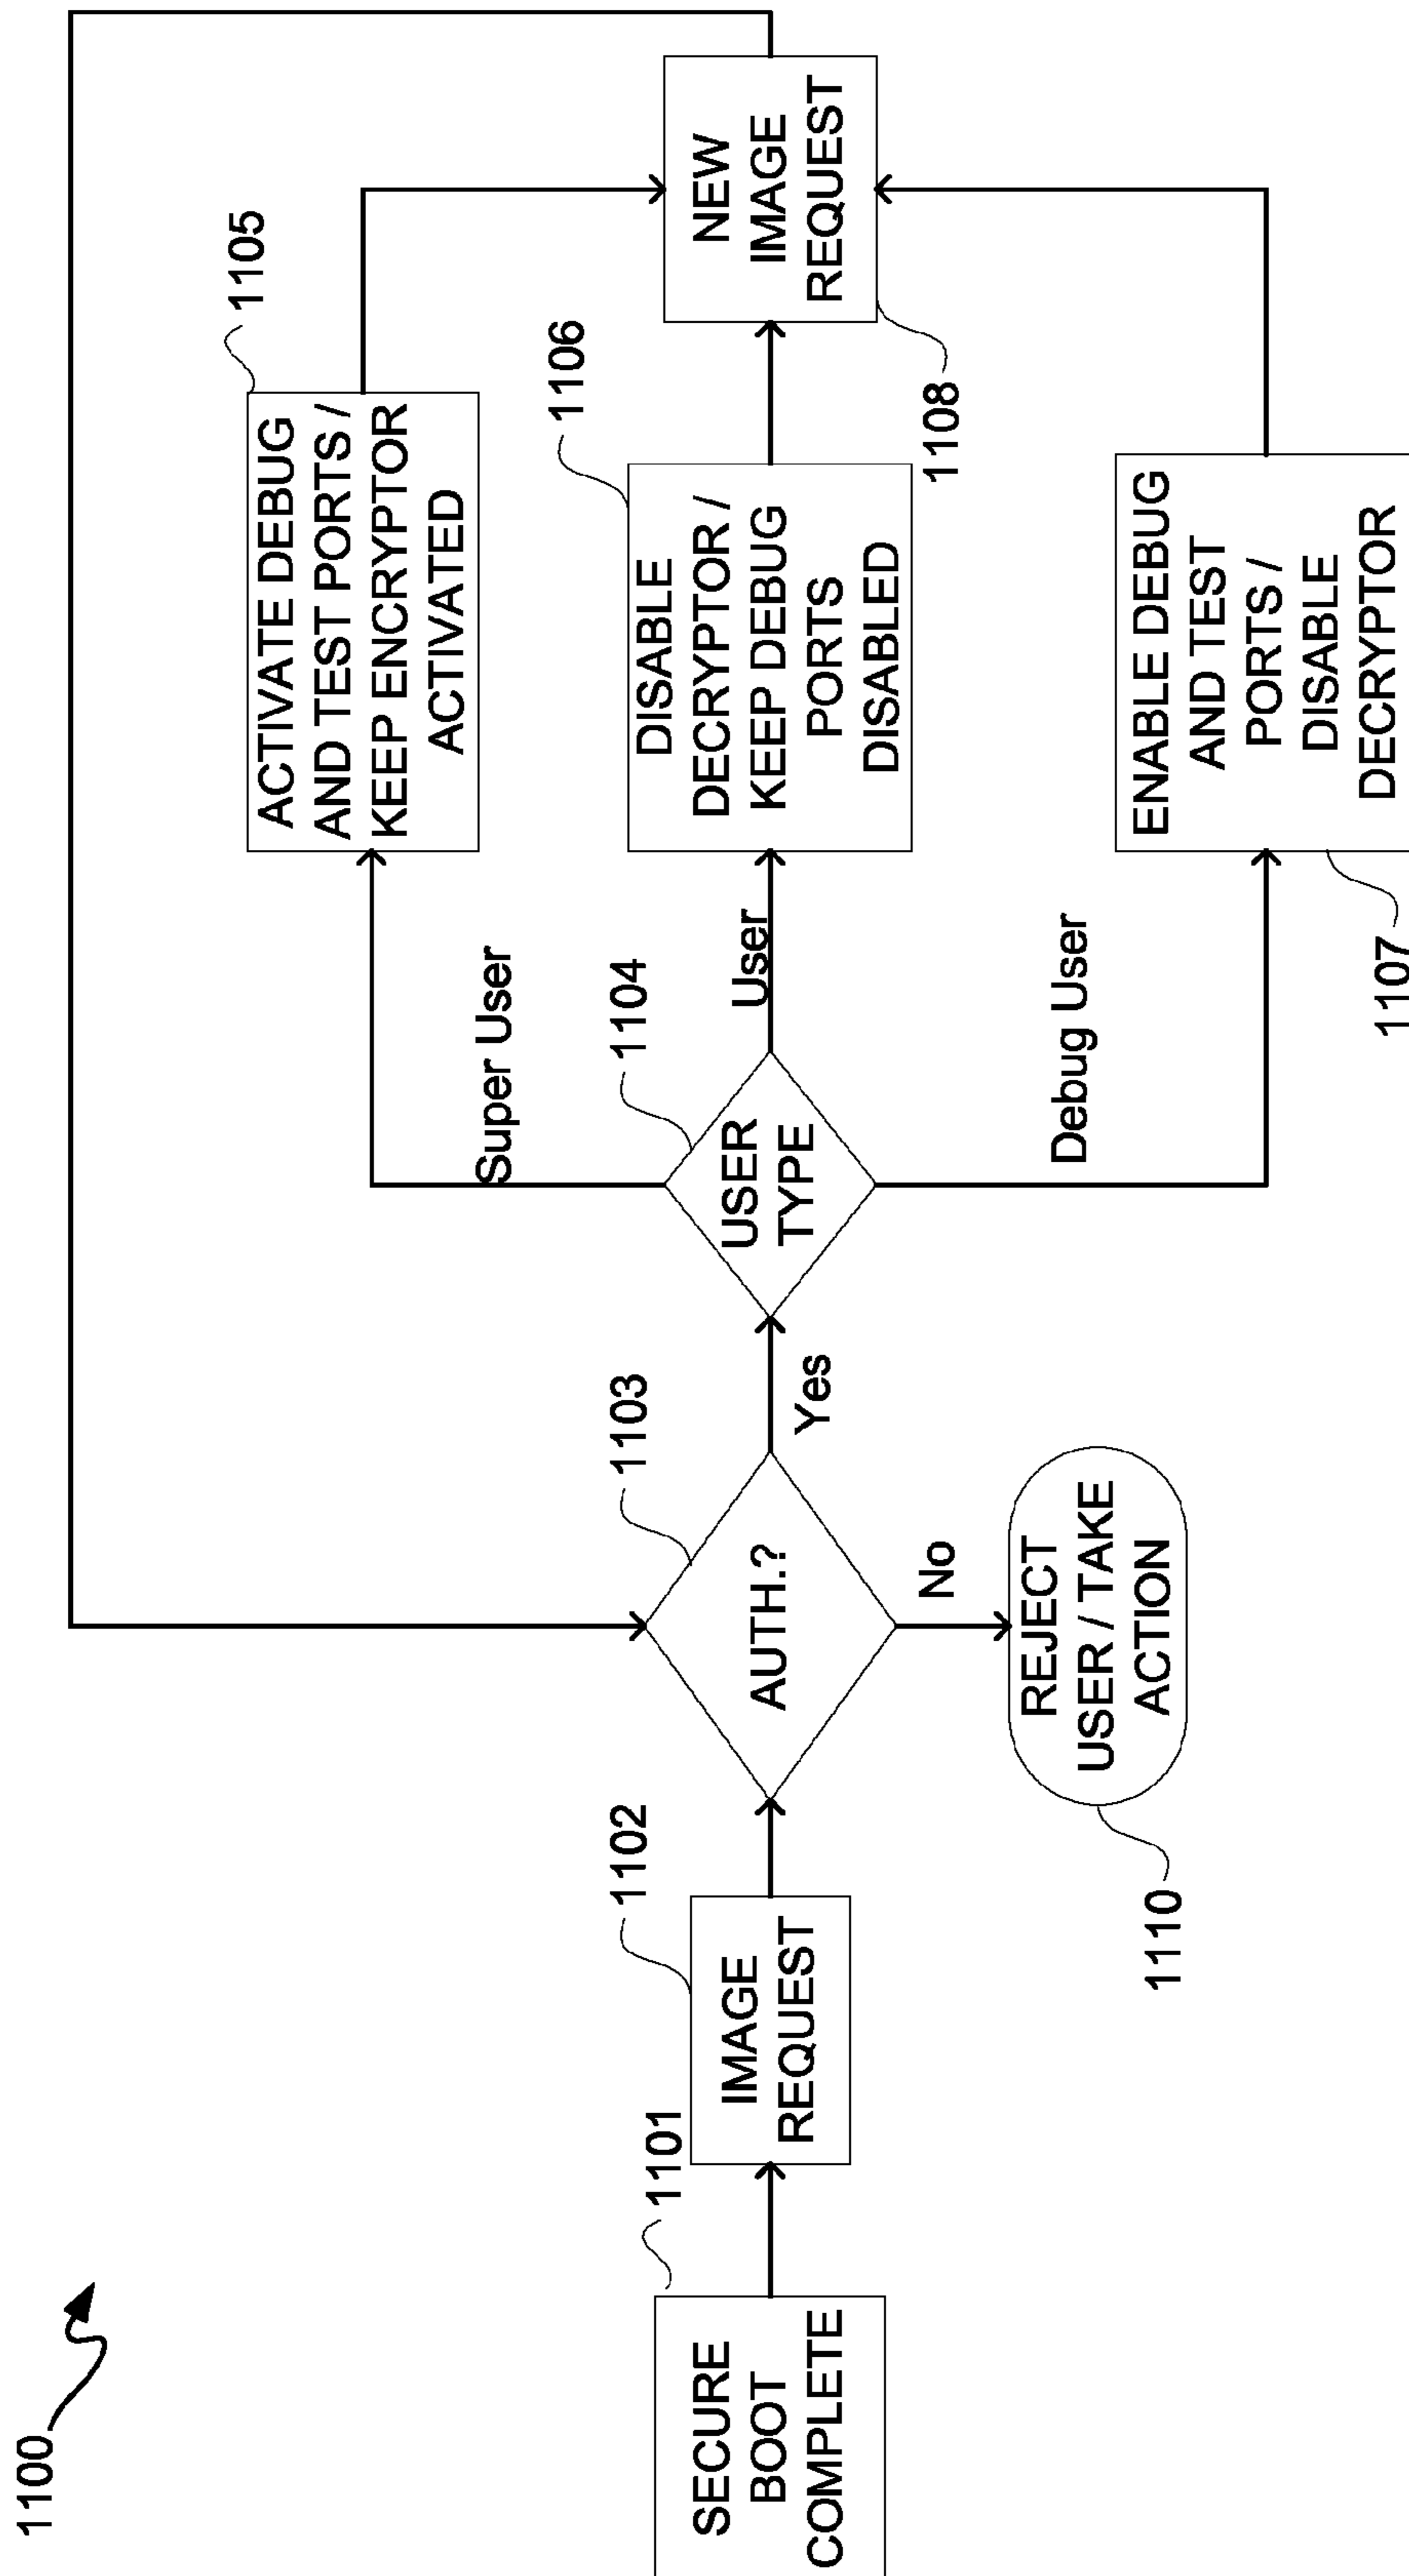 1100
SECURE
BOOT
COMPLETE
1101
IMAGE
REQUEST
1102
AUTH.?
1103
Yes
No
REJECT
USER / TAKE
ACTION
1110
USER
TYPE
1104
Super User
User
Debug User
ACTIVATE DEBUG
AND TEST PORTS /
KEEP ENCRYPTOR
ACTIVATED
1105
DISABLE
DECRYPTOR /
KEEP DEBUG
PORTS
DISABLED
1106
ENABLE DEBUG
AND TEST
PORTS /
DISABLE
DECRYPTOR
1107
NEW
IMAGE
REQUEST
1108